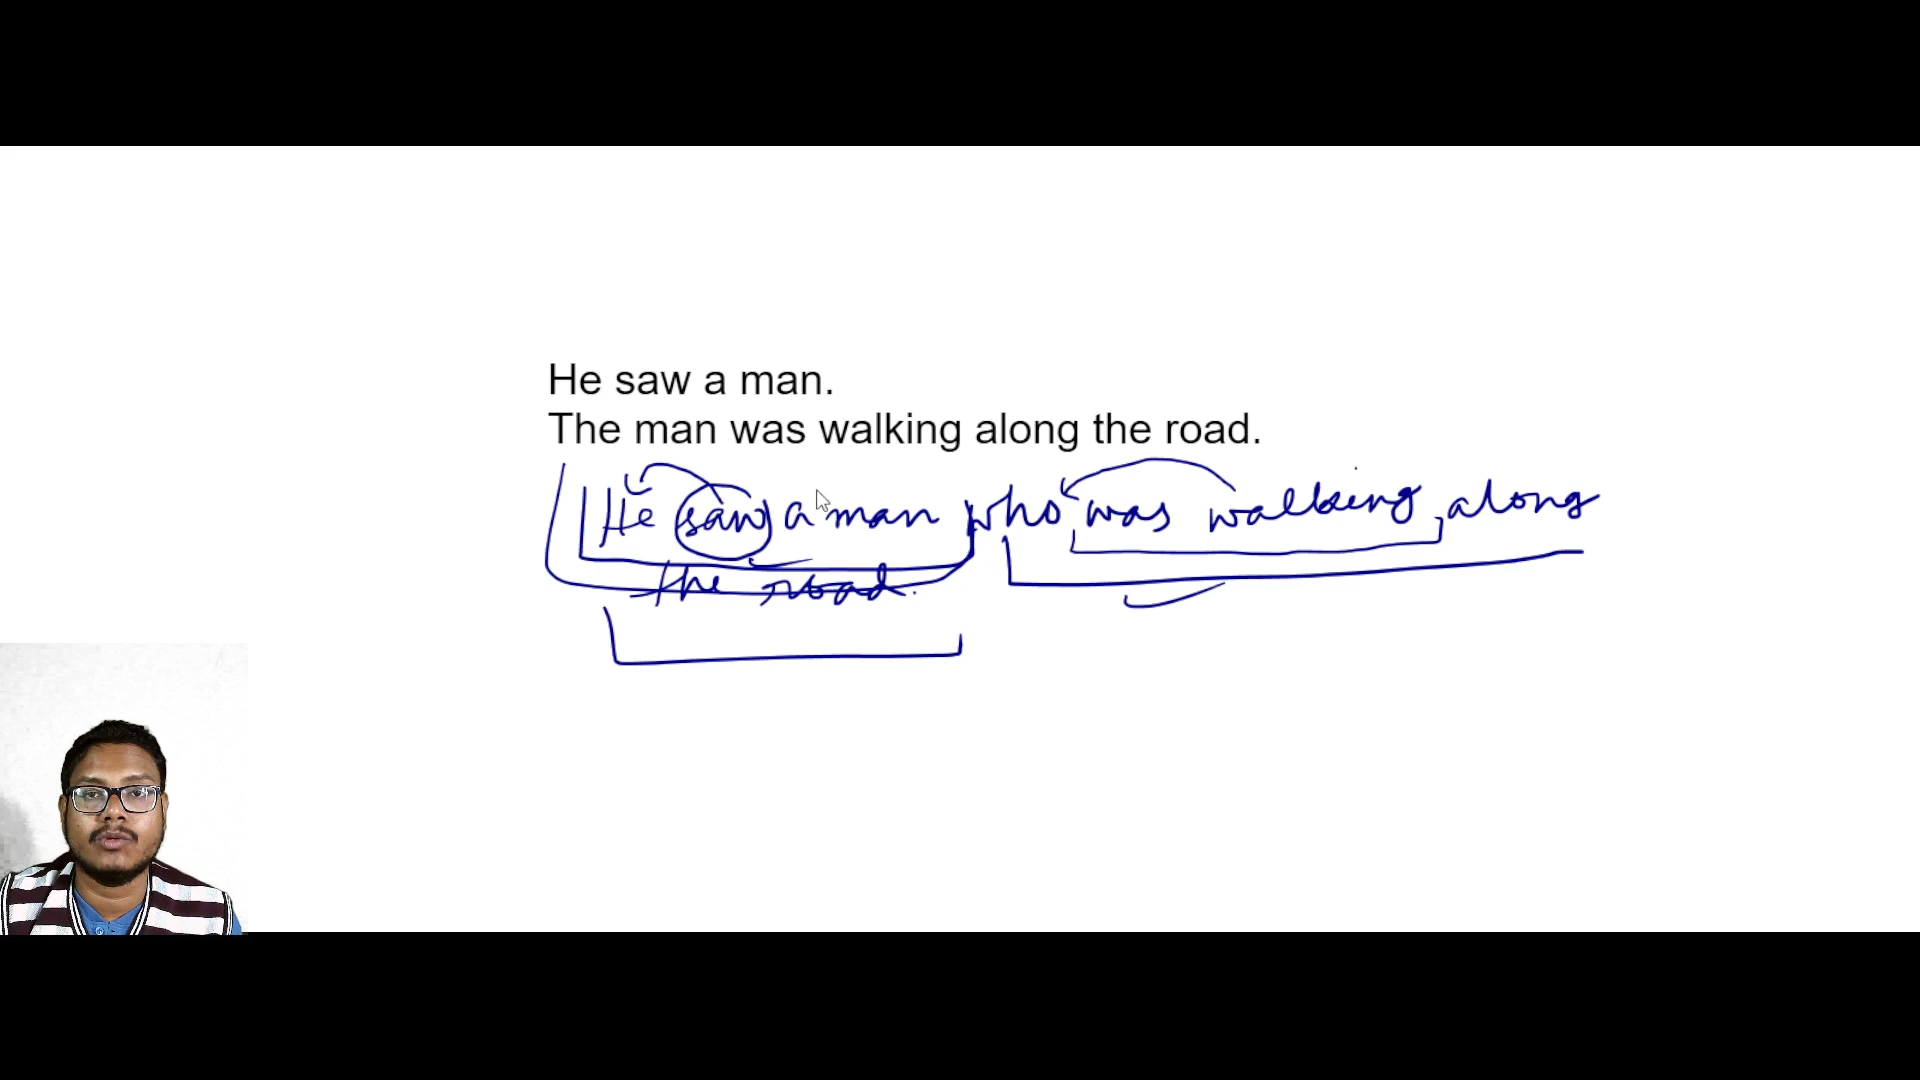 He saw a man.
The man was walking along the road.
He saw a man who was walking along
the road.